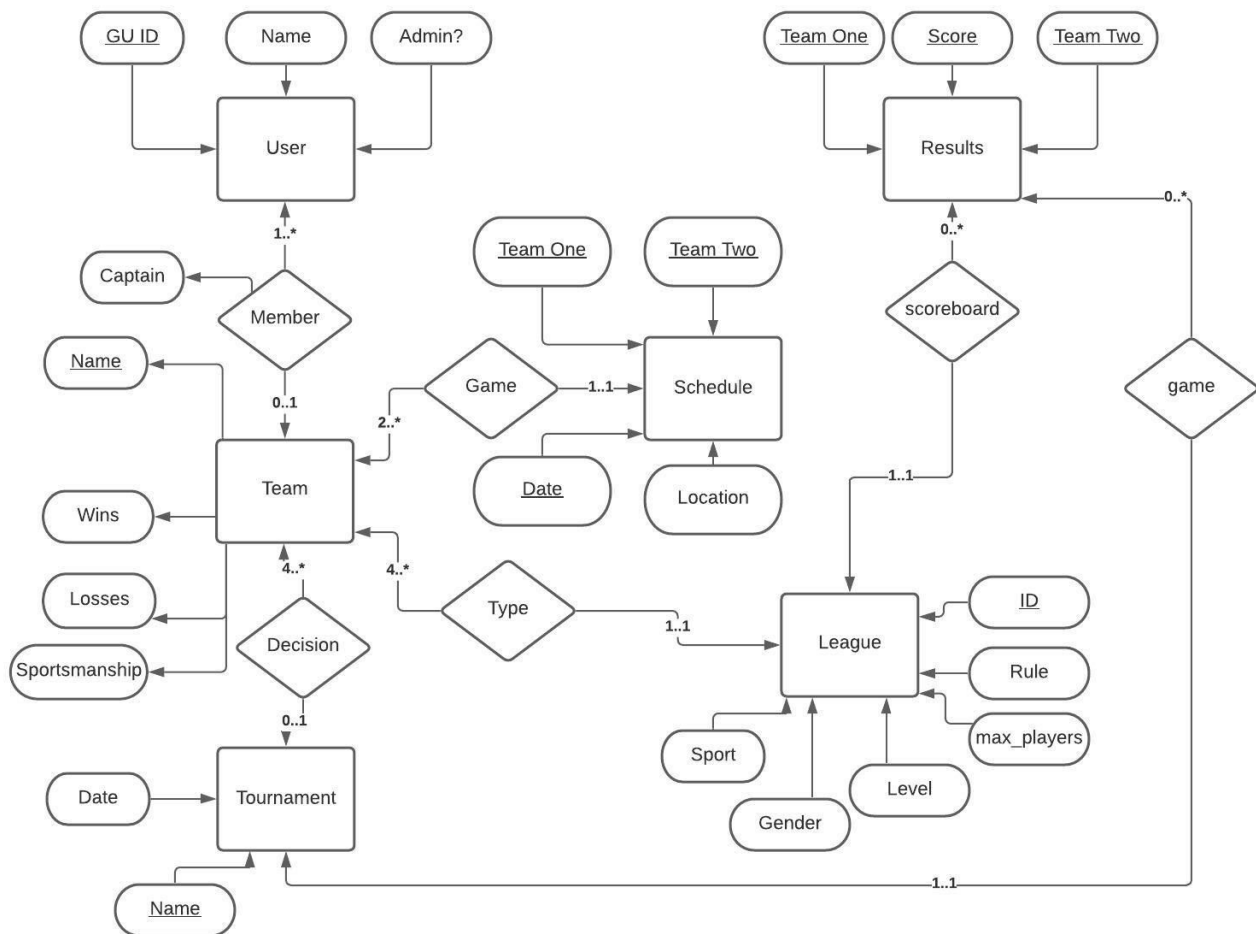 GU ID
Name
Admin?
Team One
Score
Team Two
User
Results
1..*
0..*
0..*
Team One
Team Two
Captain
Member
scoreboard
Name
Game
1..1
Schedule
game
0..1
2..*
Team
Date
Location
1..1
Wins
4..*
4..*
Type
Losses
ID
1..1
League
Decision
Sportsmanship
Rule
0..1
max_players
Sport
Date
Tournament
Level
Gender
1..1
Name